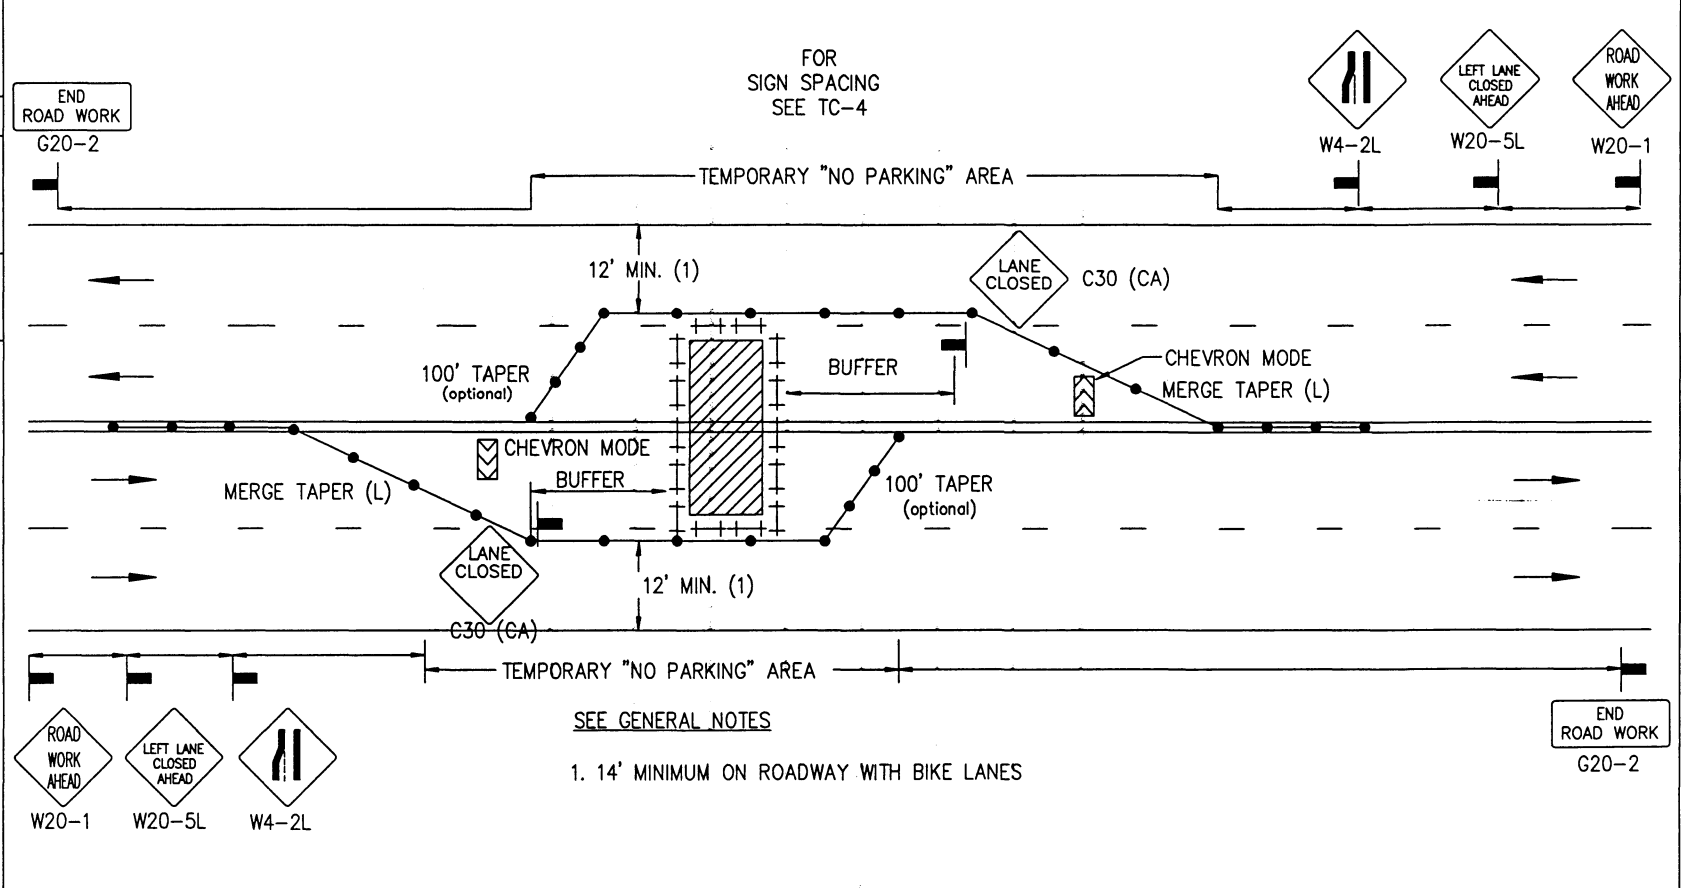 FOR
SIGN SPACING
SEE TC-4
END
ROAD WORK
G20-2
W4-2L
LEFT LANE
CLOSED
AHEAD
W20-5L
ROAD
WORK
AHEAD
W20-1
TEMPORARY "NO PARKING" AREA
12' MIN. (1)
LANE
CLOSED
C30 (CA)
100' TAPER
(optional)
BUFFER
CHEVRON MODE
MERGE TAPER (L)
CHEVRON MODE
BUFFER
MERGE TAPER (L)
100' TAPER
(optional)
LANE
CLOSED
C30 (CA)
12' MIN. (1)
TEMPORARY "NO PARKING" AREA
ROAD
WORK
AHEAD
W20-1
LEFT LANE
CLOSED
AHEAD
W20-5L
W4-2L
END
ROAD WORK
G20-2
SEE GENERAL NOTES
1. 14' MINIMUM ON ROADWAY WITH BIKE LANES